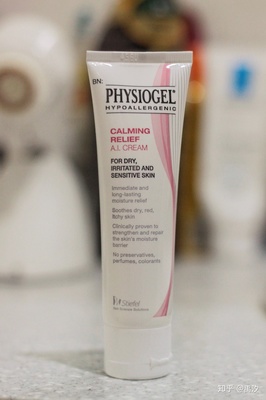 BN:
PHYSIOGEL
HYPOALLERGENIC
CALMING
RELIEF
A.I. CREAM
FOR DRY,
IRRITATED AND
SENSITIVE SKIN
Immediate and
long-lasting
moisture relief
Soothes dry, red,
itchy skin
Clinically proven to
strengthen and repair
the skin's moisture
barrier
No preservatives,
perfumes, colorants
Stiefel
知乎